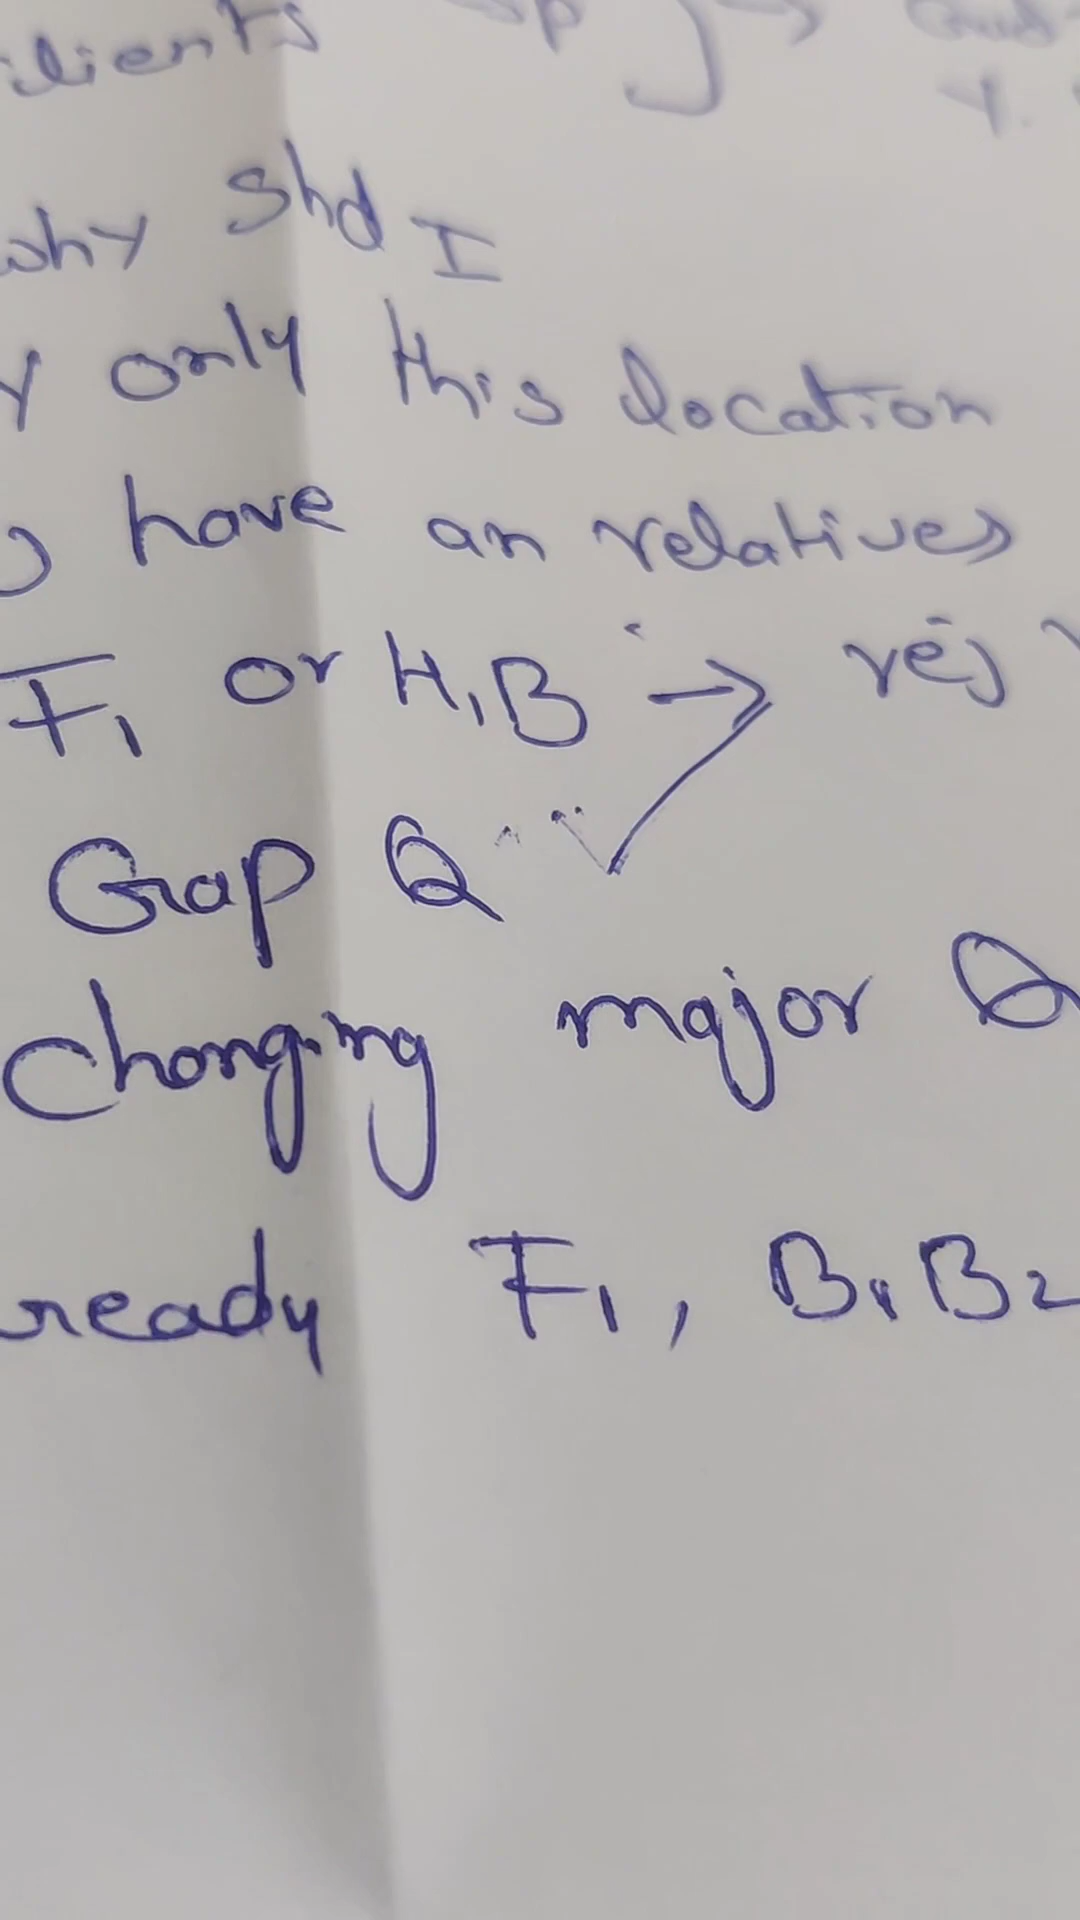 why shd I
only this location
have an relatives
F1 or H1B → rej
Gap Q
Changing major Q
ready F1, B1B2